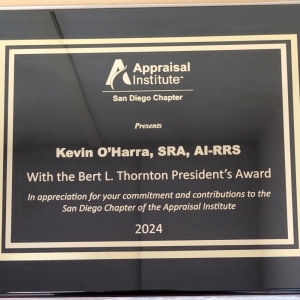 Appraisal
Institute™
San Diego Chapter
Presents
Kevin O'Harra, SRA, AI-RRS
With the Bert L. Thornton President's Award
In appreciation for your commitment and contributions to the
San Diego Chapter of the Appraisal Institute
2024